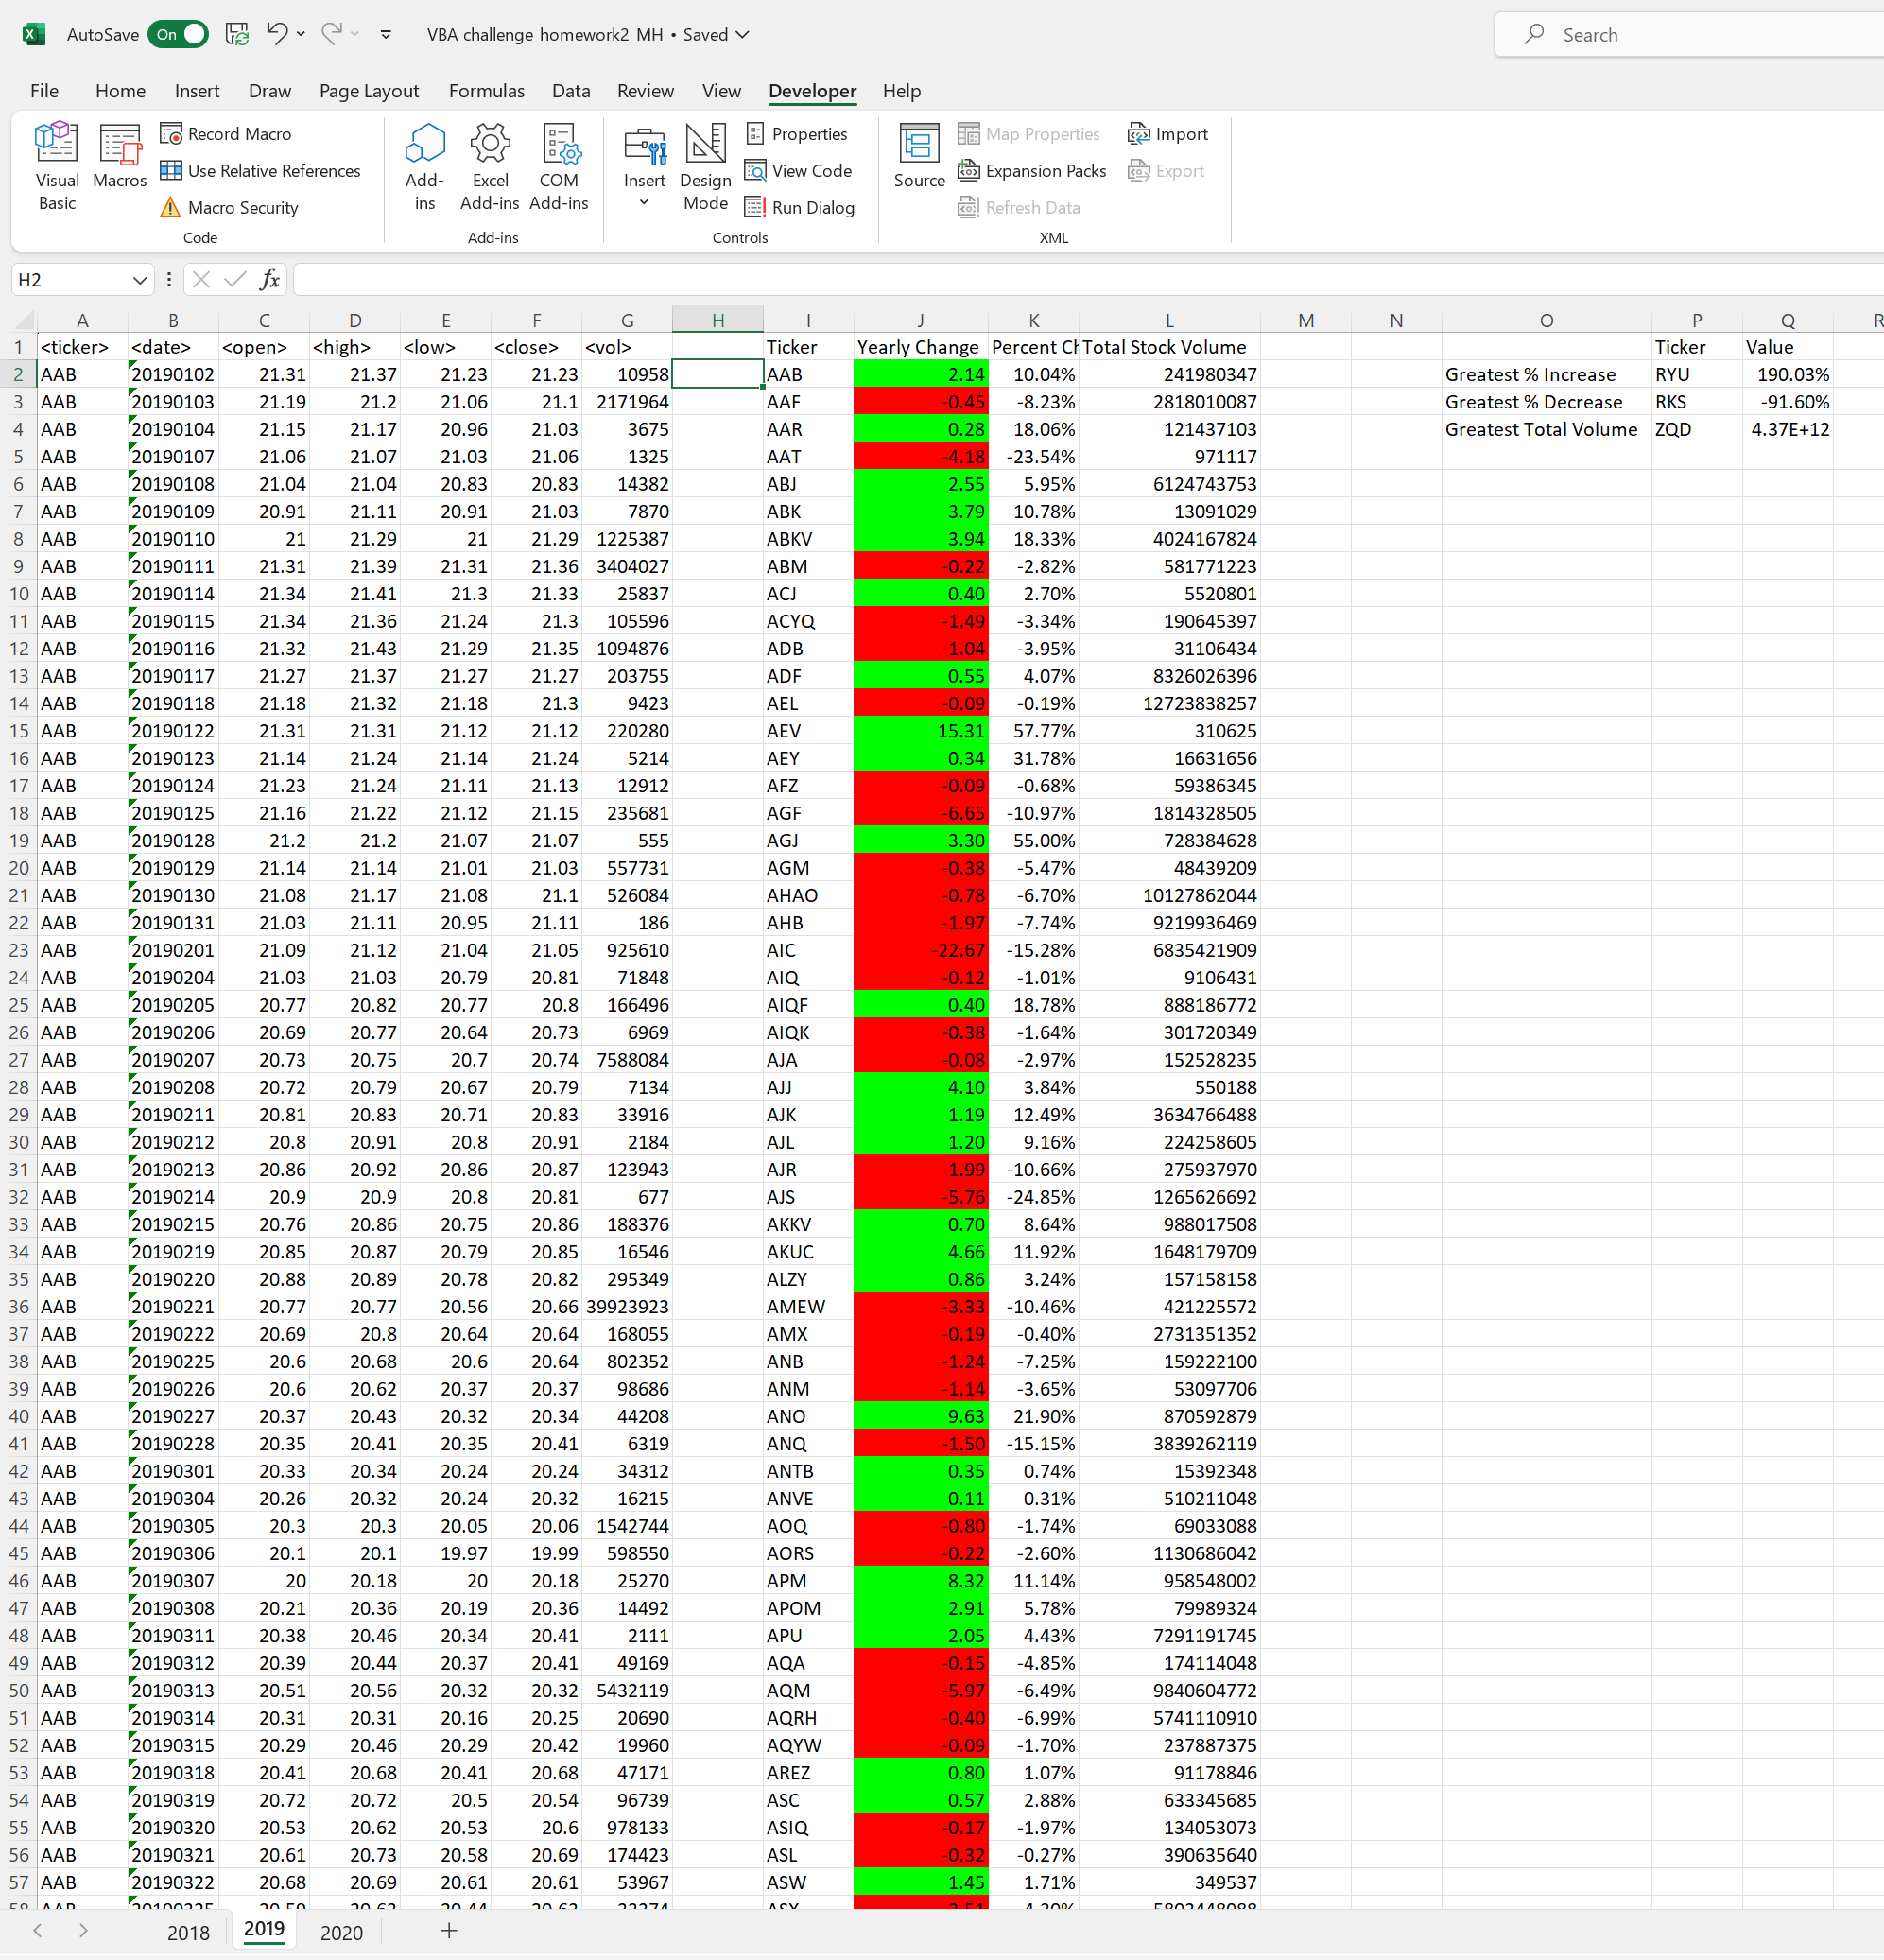 AutoSave On VBA challenge_homework2_MH • Saved Search
File Home Insert Draw Page Layout Formulas Data Review View Developer Help
Visual Basic Macros Record Macro Use Relative References Macro Security Code
Add-ins Excel Add-ins COM Add-ins Add-ins
Insert Design Mode Properties View Code Run Dialog Controls
Source Map Properties Expansion Packs Refresh Data Import Export XML
H2 fx
A B C D E F G H I J K L M N O P Q R
1 <ticker> <date> <open> <high> <low> <close> <vol> Ticker Yearly Change Percent Ch Total Stock Volume Ticker Value
2 AAB 20190102 21.31 21.37 21.23 21.23 10958 AAB 2.14 10.04% 241980347 Greatest % Increase RYU 190.03%
3 AAB 20190103 21.19 21.2 21.06 21.1 2171964 AAF -0.45 -8.23% 2818010087 Greatest % Decrease RKS -91.60%
4 AAB 20190104 21.15 21.17 20.96 21.03 3675 AAR 0.28 18.06% 121437103 Greatest Total Volume ZQD 4.37E+12
5 AAB 20190107 21.06 21.07 21.03 21.06 1325 AAT -4.18 -23.54% 971117
6 AAB 20190108 21.04 21.04 20.83 20.83 14382 ABJ 2.55 5.95% 6124743753
7 AAB 20190109 20.91 21.11 20.91 21.03 7870 ABK 3.79 10.78% 13091029
8 AAB 20190110 21 21.29 21 21.29 1225387 ABKV 3.94 18.33% 4024167824
9 AAB 20190111 21.31 21.39 21.31 21.36 3404027 ABM -0.22 -2.82% 581771223
10 AAB 20190114 21.34 21.41 21.3 21.33 25837 ACJ 0.40 2.70% 5520801
11 AAB 20190115 21.34 21.36 21.24 21.3 105596 ACYQ -1.49 -3.34% 190645397
12 AAB 20190116 21.32 21.43 21.29 21.35 1094876 ADB -1.04 -3.95% 31106434
13 AAB 20190117 21.27 21.37 21.27 21.27 203755 ADF 0.55 4.07% 8326026396
14 AAB 20190118 21.18 21.32 21.18 21.3 9423 AEL -0.09 -0.19% 12723838257
15 AAB 20190122 21.31 21.31 21.12 21.12 220280 AEV 15.31 57.77% 310625
16 AAB 20190123 21.14 21.24 21.14 21.24 5214 AEY 0.34 31.78% 16631656
17 AAB 20190124 21.23 21.24 21.11 21.13 12912 AFZ -0.09 -0.68% 59386345
18 AAB 20190125 21.16 21.22 21.12 21.15 235681 AGF -6.65 -10.97% 1814328505
19 AAB 20190128 21.2 21.2 21.07 21.07 555 AGJ 3.30 55.00% 728384628
20 AAB 20190129 21.14 21.14 21.01 21.03 557731 AGM -0.38 -5.47% 48439209
21 AAB 20190130 21.08 21.17 21.08 21.1 526084 AHAO -0.78 -6.70% 10127862044
22 AAB 20190131 21.03 21.11 20.95 21.11 186 AHB -1.97 -7.74% 9219936469
23 AAB 20190201 21.09 21.12 21.04 21.05 925610 AIC -22.67 -15.28% 6835421909
24 AAB 20190204 21.03 21.03 20.79 20.81 71848 AIQ -0.12 -1.01% 9106431
25 AAB 20190205 20.77 20.82 20.77 20.8 166496 AIQF 0.40 18.78% 888186772
26 AAB 20190206 20.69 20.77 20.64 20.73 6969 AIQK -0.38 -1.64% 301720349
27 AAB 20190207 20.73 20.75 20.7 20.74 7588084 AJA -0.08 -2.97% 152528235
28 AAB 20190208 20.72 20.79 20.67 20.79 7134 AJJ 4.10 3.84% 550188
29 AAB 20190211 20.81 20.83 20.71 20.83 33916 AJK 1.19 12.49% 3634766488
30 AAB 20190212 20.8 20.91 20.8 20.91 2184 AJL 1.20 9.16% 224258605
31 AAB 20190213 20.86 20.92 20.86 20.87 123943 AJR -1.99 -10.66% 275937970
32 AAB 20190214 20.9 20.9 20.8 20.81 677 AJS -5.76 -24.85% 1265626692
33 AAB 20190215 20.76 20.86 20.75 20.86 188376 AKKV 0.70 8.64% 988017508
34 AAB 20190219 20.85 20.87 20.79 20.85 16546 AKUC 4.66 11.92% 1648179709
35 AAB 20190220 20.88 20.89 20.78 20.82 295349 ALZY 0.86 3.24% 157158158
36 AAB 20190221 20.77 20.77 20.56 20.66 39923923 AMEW -3.33 -10.46% 421225572
37 AAB 20190222 20.69 20.8 20.64 20.64 168055 AMX -0.19 -0.40% 2731351352
38 AAB 20190225 20.6 20.68 20.6 20.64 802352 ANB -1.24 -7.25% 159222100
39 AAB 20190226 20.6 20.62 20.37 20.37 98686 ANM -1.14 -3.65% 53097706
40 AAB 20190227 20.37 20.43 20.32 20.34 44208 ANO 9.63 21.90% 870592879
41 AAB 20190228 20.35 20.41 20.35 20.41 6319 ANQ -1.50 -15.15% 3839262119
42 AAB 20190301 20.33 20.34 20.24 20.24 34312 ANTB 0.35 0.74% 15392348
43 AAB 20190304 20.26 20.32 20.24 20.32 16215 ANVE 0.11 0.31% 510211048
44 AAB 20190305 20.3 20.3 20.05 20.06 1542744 AOQ -0.80 -1.74% 69033088
45 AAB 20190306 20.1 20.1 19.97 19.99 598550 AORS -0.22 -2.60% 1130686042
46 AAB 20190307 20 20.18 20 20.18 25270 APM 8.32 11.14% 958548002
47 AAB 20190308 20.21 20.36 20.19 20.36 14492 APOM 2.91 5.78% 79989324
48 AAB 20190311 20.38 20.46 20.34 20.41 2111 APU 2.05 4.43% 7291191745
49 AAB 20190312 20.39 20.44 20.37 20.41 49169 AQA -0.15 -4.85% 174114048
50 AAB 20190313 20.51 20.56 20.32 20.32 5432119 AQM -5.97 -6.49% 9840604772
51 AAB 20190314 20.31 20.31 20.16 20.25 20690 AQRH -0.40 -6.99% 5741110910
52 AAB 20190315 20.29 20.46 20.29 20.42 19960 AQYW -0.09 -1.70% 237887375
53 AAB 20190318 20.41 20.68 20.41 20.68 47171 AREZ 0.80 1.07% 91178846
54 AAB 20190319 20.72 20.72 20.5 20.54 96739 ASC 0.57 2.88% 633345685
55 AAB 20190320 20.53 20.62 20.53 20.6 978133 ASIQ -0.17 -1.97% 134053073
56 AAB 20190321 20.61 20.73 20.58 20.69 174423 ASL -0.32 -0.27% 390635640
57 AAB 20190322 20.68 20.69 20.61 20.61 53967 ASW 1.45 1.71% 349537
2018 2019 2020 +